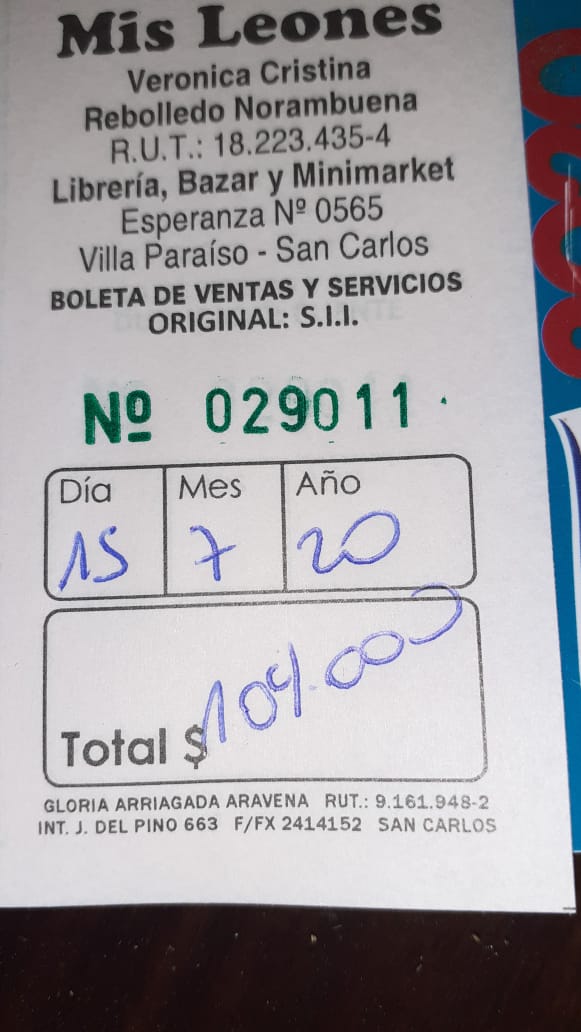 Mis Leones
Veronica Cristina
Rebolledo Norambuena
R.U.T.: 18.223.435-4
Librería, Bazar y Minimarket
Esperanza Nº 0565
Villa Paraíso - San Carlos
BOLETA DE VENTAS Y SERVICIOS
ORIGINAL: S.I.I.
Nº 029011
Día Mes Año
15 7 20
Total $ 104.000
GLORIA ARRIAGADA ARAVENA RUT.: 9.161.948-2
INT. J. DEL PINO 663 F/FX 2414152 SAN CARLOS